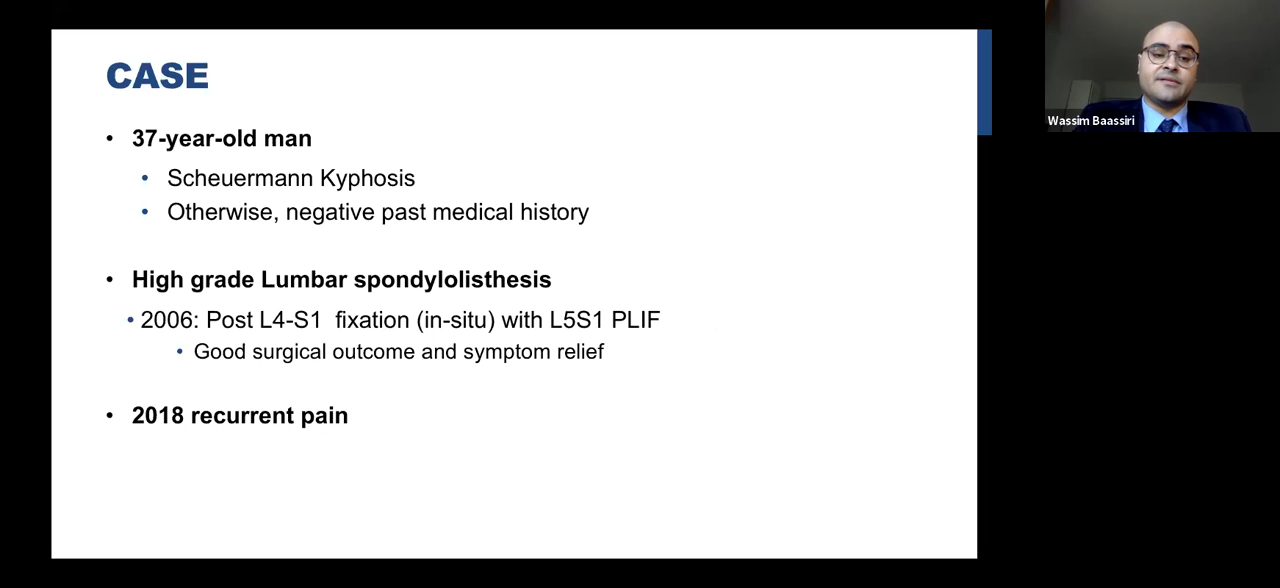 CASE
• 37-year-old man
• Scheuermann Kyphosis
• Otherwise, negative past medical history
• High grade Lumbar spondylolisthesis
• 2006: Post L4-S1  fixation (in-situ) with L5S1 PLIF
• Good surgical outcome and symptom relief
• 2018 recurrent pain
Wassim Baassiri